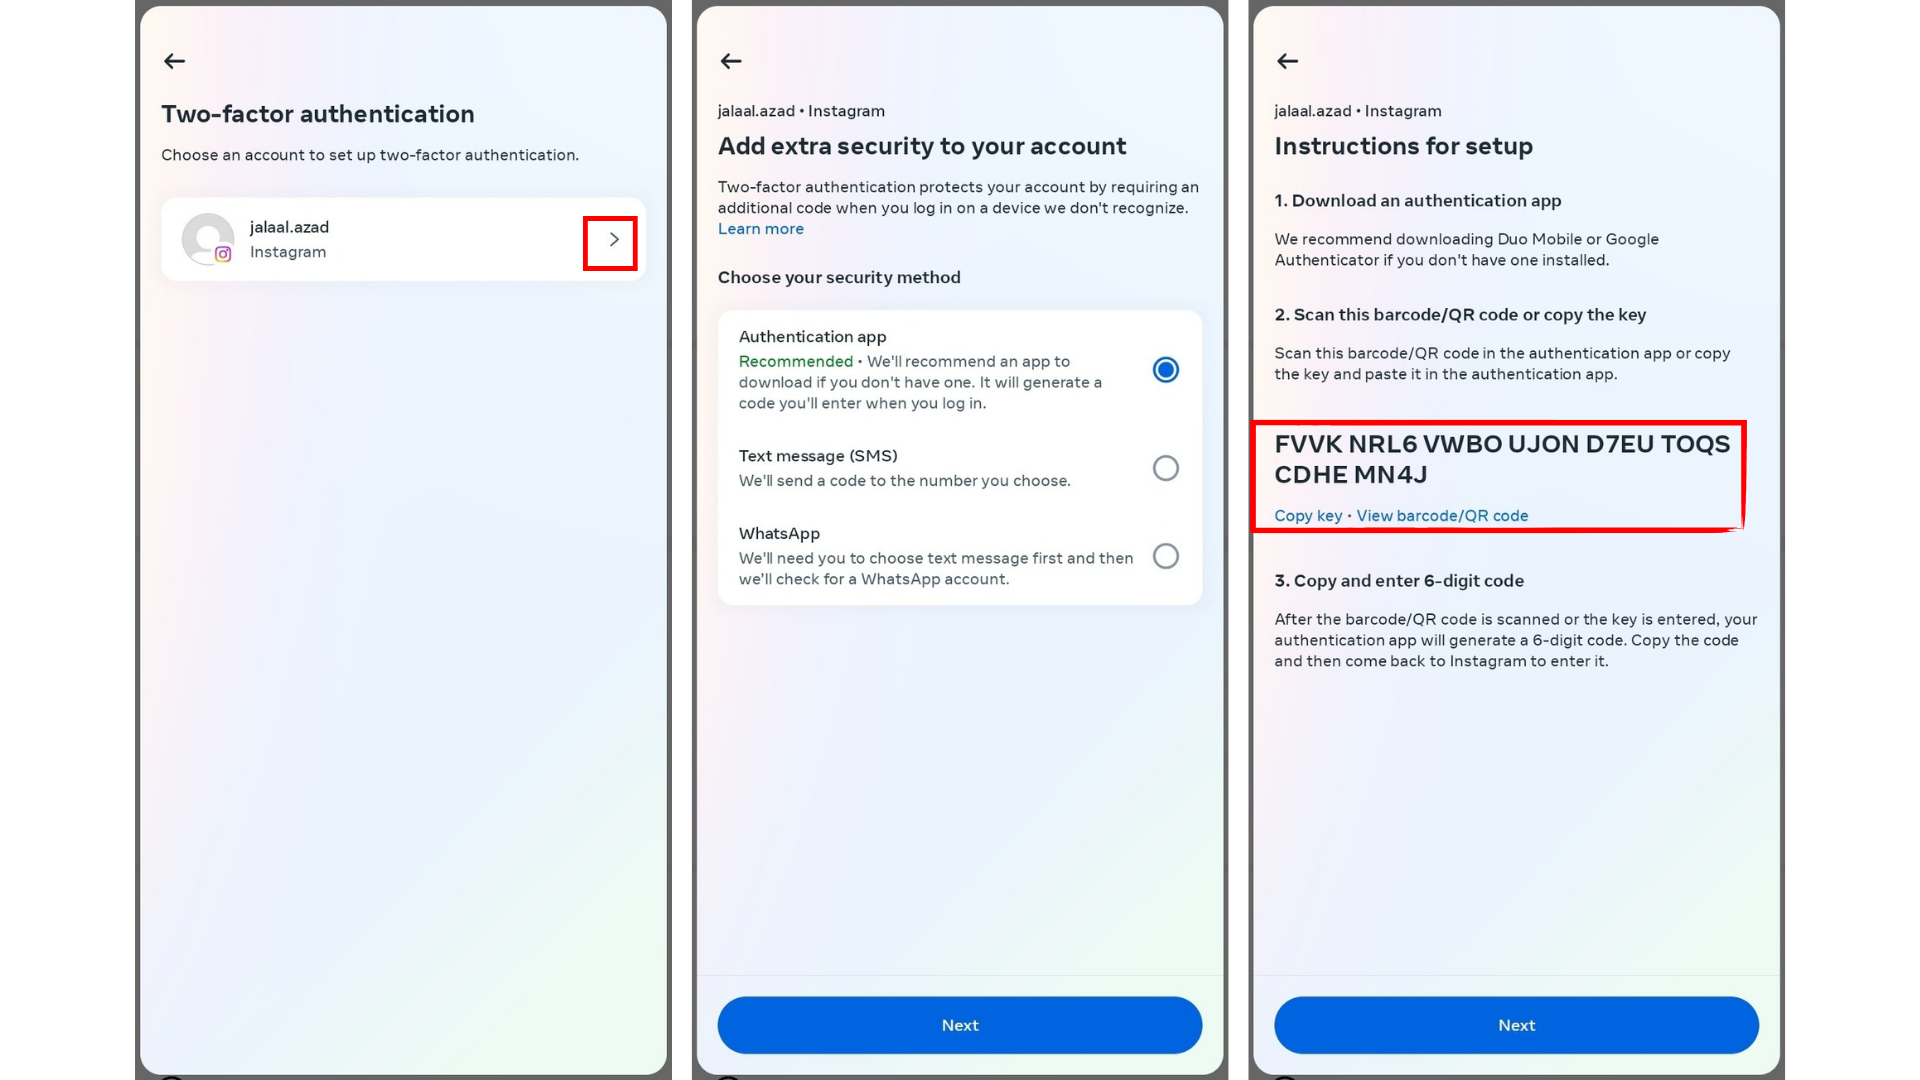 Two-factor authentication
Choose an account to set up two-factor authentication.
jalaal.azad
Instagram
jalaal.azad • Instagram
Add extra security to your account
Two-factor authentication protects your account by requiring an
additional code when you log in on a device we don't recognize.
Learn more
Choose your security method
Authentication app
Recommended • We'll recommend an app to
download if you don't have one. It will generate a
code you'll enter when you log in.
Text message (SMS)
We'll send a code to the number you choose.
WhatsApp
We'll need you to choose text message first and then
we'll check for a WhatsApp account.
Next
jalaal.azad • Instagram
Instructions for setup
1. Download an authentication app
We recommend downloading Duo Mobile or Google
Authenticator if you don't have one installed.
2. Scan this barcode/QR code or copy the key
Scan this barcode/QR code in the authentication app or copy
the key and paste it in the authentication app.
FVVK NRL6 VWBO UJON D7EU TOQS
CDHE MN4J
Copy key • View barcode/QR code
3. Copy and enter 6-digit code
After the barcode/QR code is scanned or the key is entered, your
authentication app will generate a 6-digit code. Copy the code
and then come back to Instagram to enter it.
Next